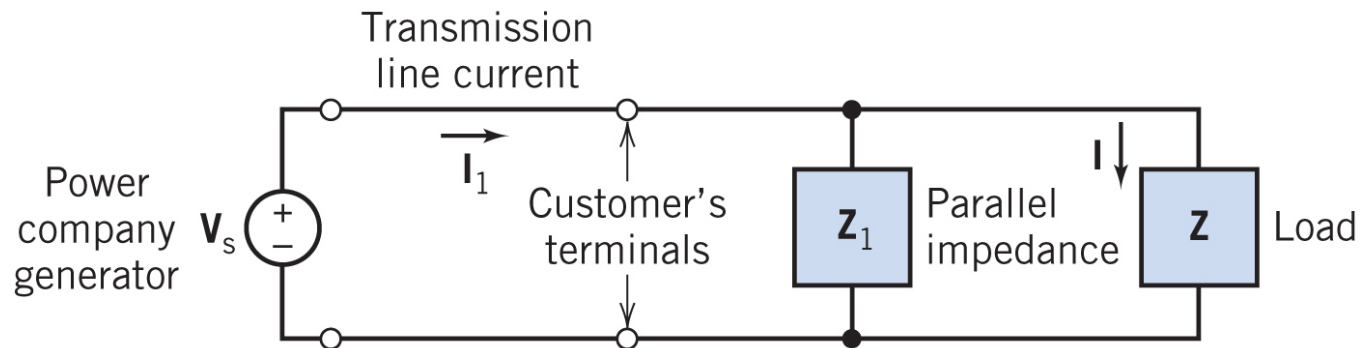 Transmission
line current
I₁
Power
company
generator
Vₛ
+
−
Customer’s
terminals
Z₁
Parallel
impedance
I
Z
Load